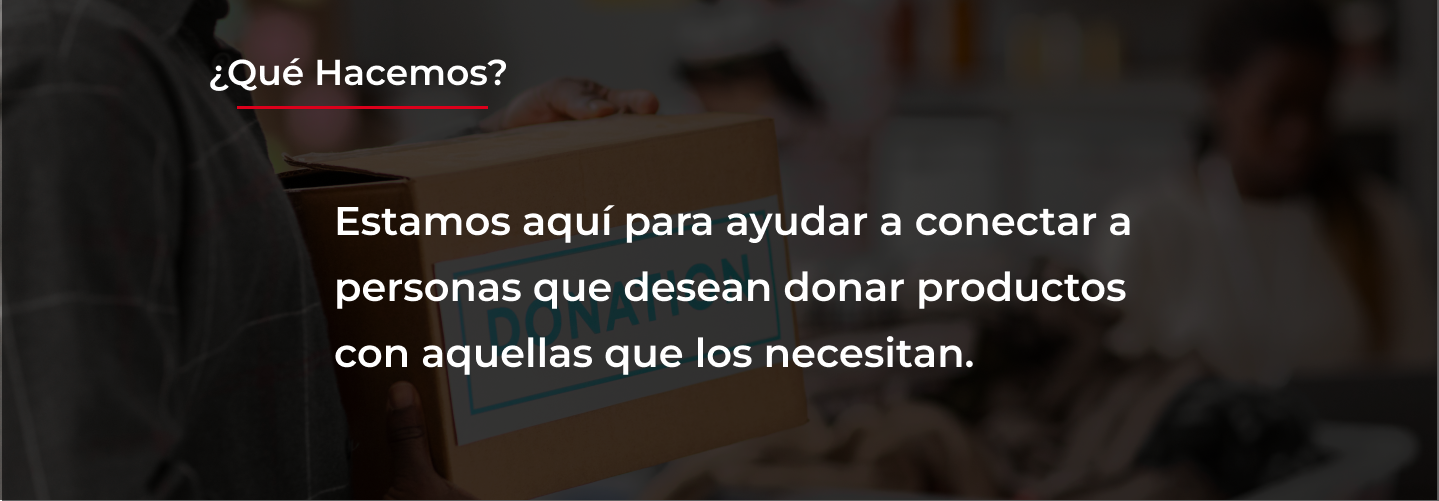 ¿Qué Hacemos?
Estamos aquí para ayudar a conectar a
personas que desean donar productos
con aquellas que los necesitan.
DONATION